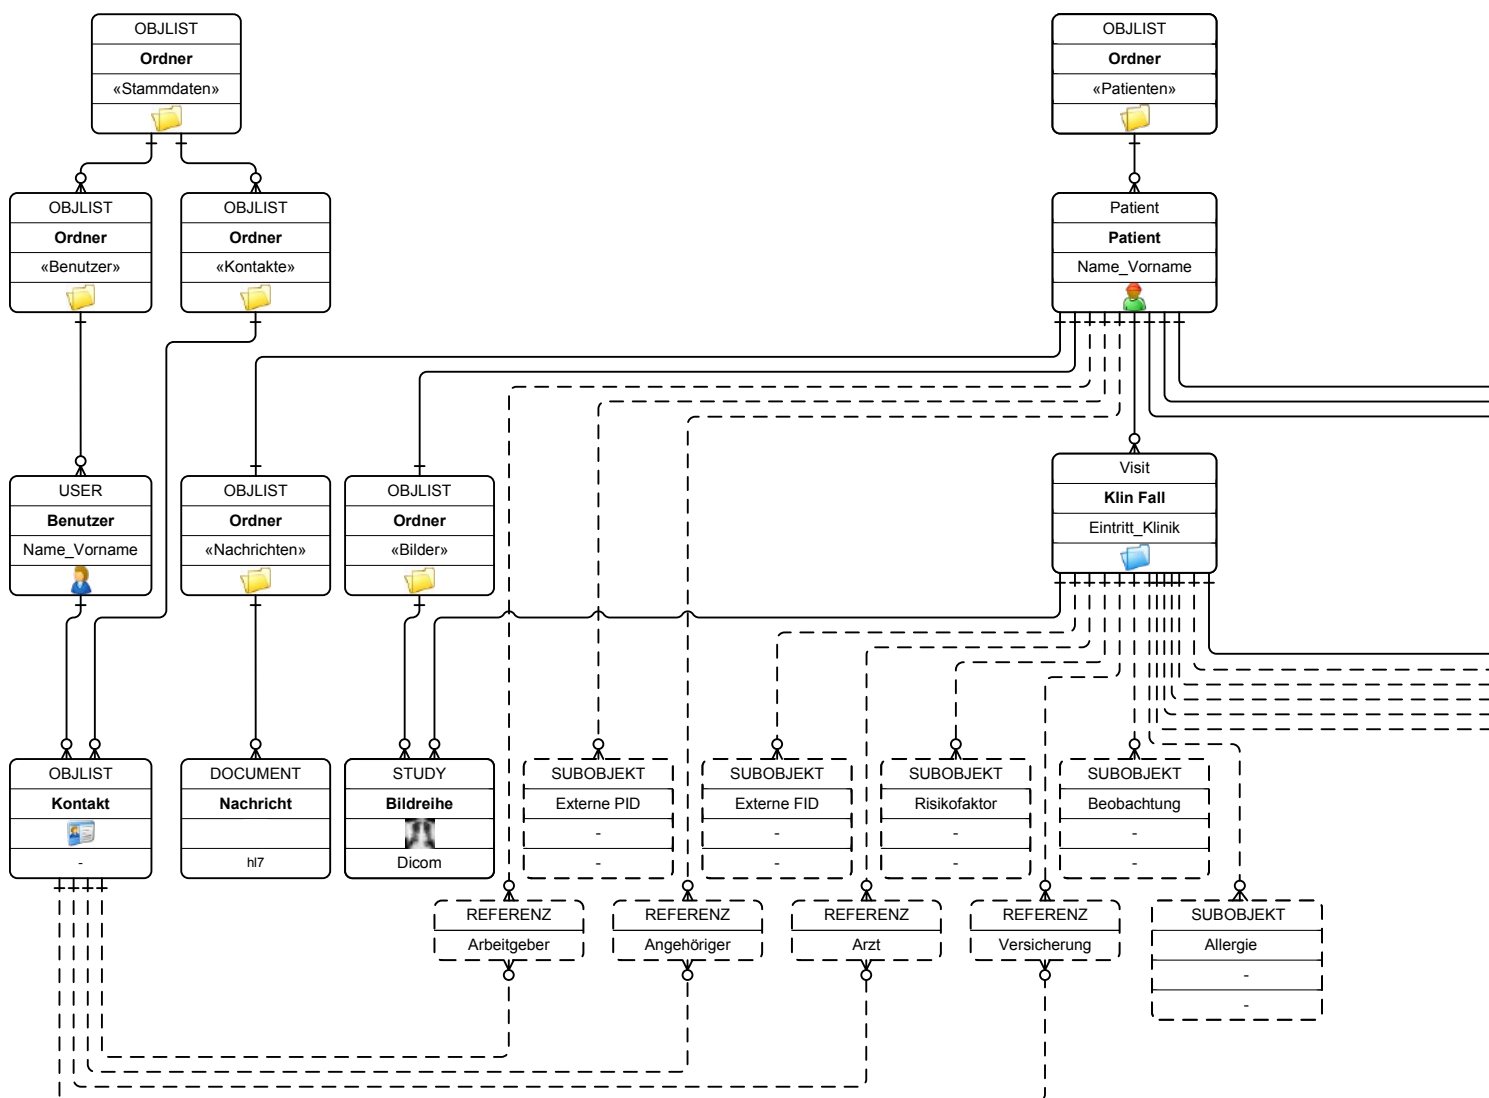 OBJLIST
Ordner
«Stammdaten»
OBJLIST
Ordner
«Patienten»
OBJLIST
Ordner
«Benutzer»
OBJLIST
Ordner
«Kontakte»
Patient
Patient
Name_Vorname
Visit
Klin Fall
Eintritt_Klinik
USER
Benutzer
Name_Vorname
OBJLIST
Ordner
«Nachrichten»
OBJLIST
Ordner
«Bilder»
OBJLIST
Kontakt
-
DOCUMENT
Nachricht
hl7
STUDY
Bildreihe
Dicom
SUBOBJEKT
Externe PID
-
-
SUBOBJEKT
Externe FID
-
-
SUBOBJEKT
Risikofaktor
-
-
SUBOBJEKT
Beobachtung
-
-
REFERENZ
Arbeitgeber
REFERENZ
Angehöriger
REFERENZ
Arzt
REFERENZ
Versicherung
SUBOBJEKT
Allergie
-
-